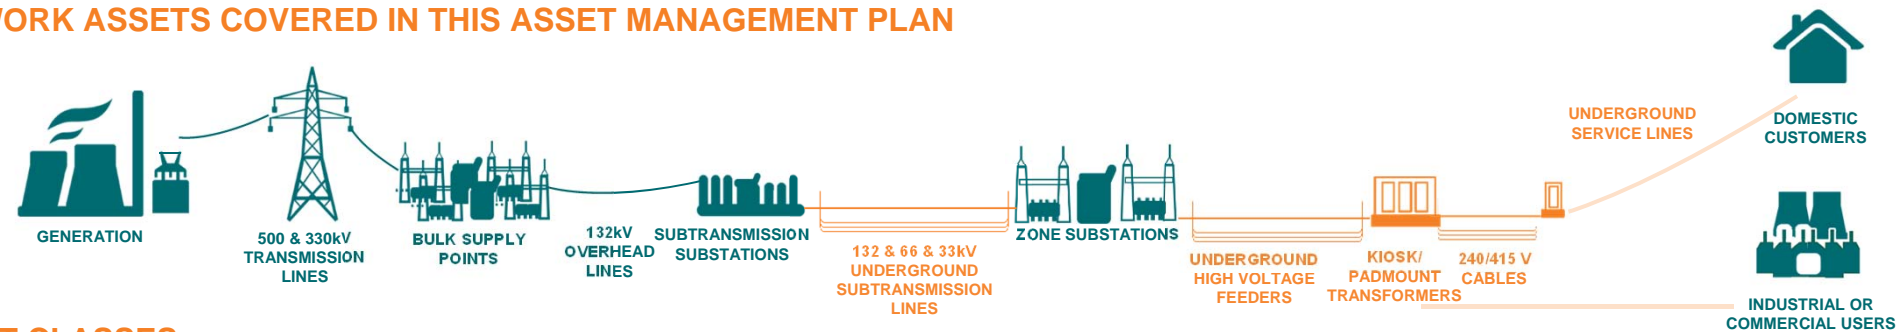 WORK ASSETS COVERED IN THIS ASSET MANAGEMENT PLAN
GENERATION
500 & 330kV
TRANSMISSION
LINES
BULK SUPPLY
POINTS
132kV
OVERHEAD
LINES
SUBTRANSMISSION
SUBSTATIONS
132 & 66 & 33kV
UNDERGROUND
SUBTRANSMISSION
LINES
ZONE SUBSTATIONS
UNDERGROUND
HIGH VOLTAGE
FEEDERS
KIOSK/
PADMOUNT
TRANSFORMERS
240/415 V
CABLES
UNDERGROUND
SERVICE LINES
DOMESTIC
CUSTOMERS
INDUSTRIAL OR
COMMERCIAL USERS